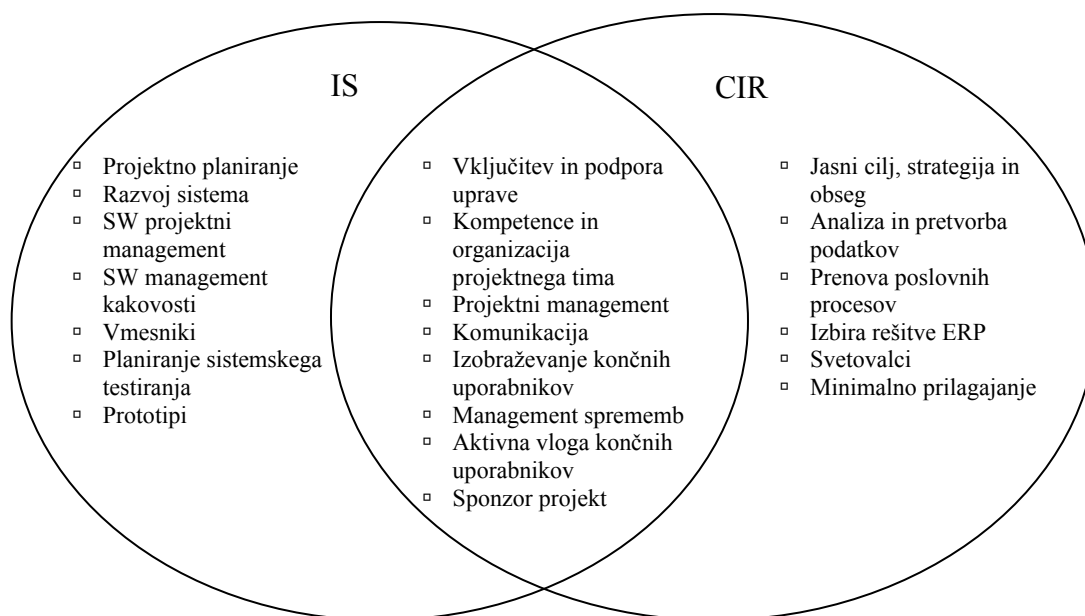 IS
CIR
Projektno planiranje
Razvoj sistema
SW projektni
management
SW management
kakovosti
Vmesniki
Planiranje sistemskega
testiranja
Prototipi
Vključitev in podpora
uprave
Kompetence in
organizacija
projektnega tima
Projektni management
Komunikacija
Izobraževanje končnih
uporabnikov
Management sprememb
Aktivna vloga končnih
uporabnikov
Sponzor projekt
Jasni cilj, strategija in
obseg
Analiza in pretvorba
podatkov
Prenova poslovnih
procesov
Izbira rešitve ERP
Svetovalci
Minimalno prilagajanje